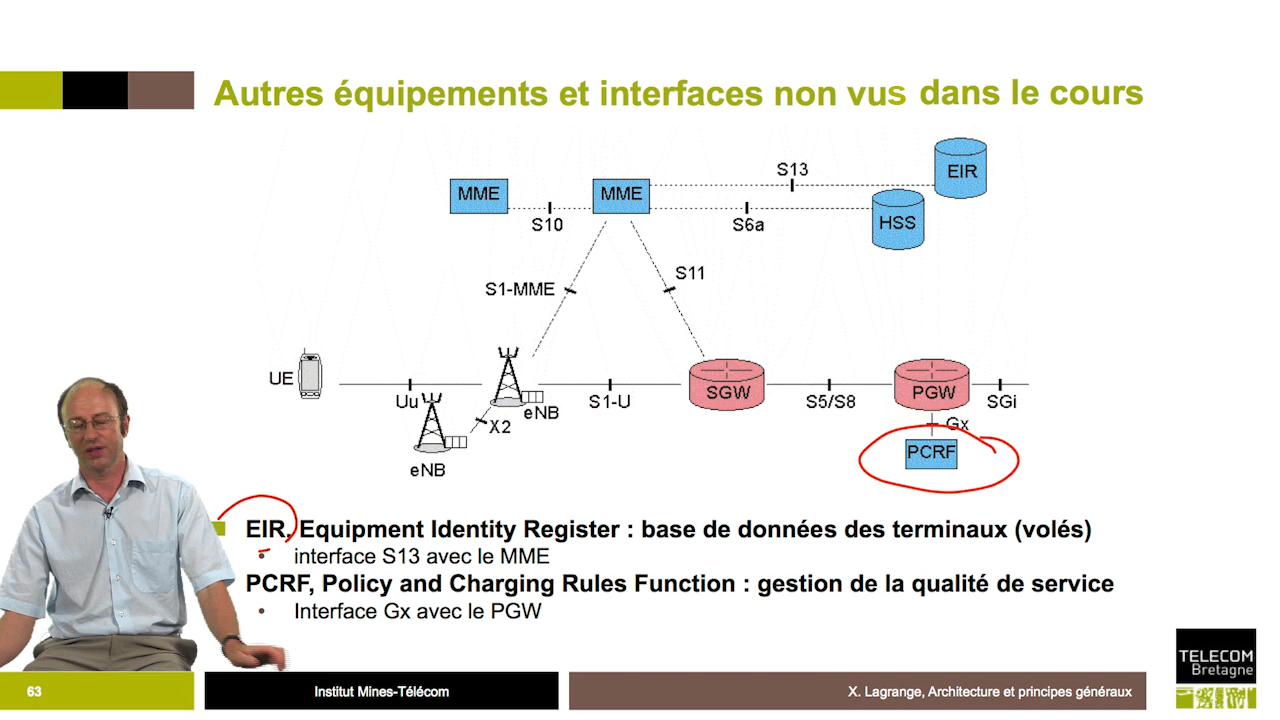 Autres équipements et interfaces non vus dans le cours
EIR
S13
MME
MME
HSS
S10
S6a
S11
S1-MME
UE
SGW
PGW
Uu
eNB
S1-U
S5/S8
SGi
X2
Gx
PCRF
eNB
EIR, Equipment Identity Register : base de données des terminaux (volés)
• interface S13 avec le MME
PCRF, Policy and Charging Rules Function : gestion de la qualité de service
• Interface Gx avec le PGW
TELECOM
Bretagne
63
Institut Mines-Télécom
X. Lagrange, Architecture et principes généraux